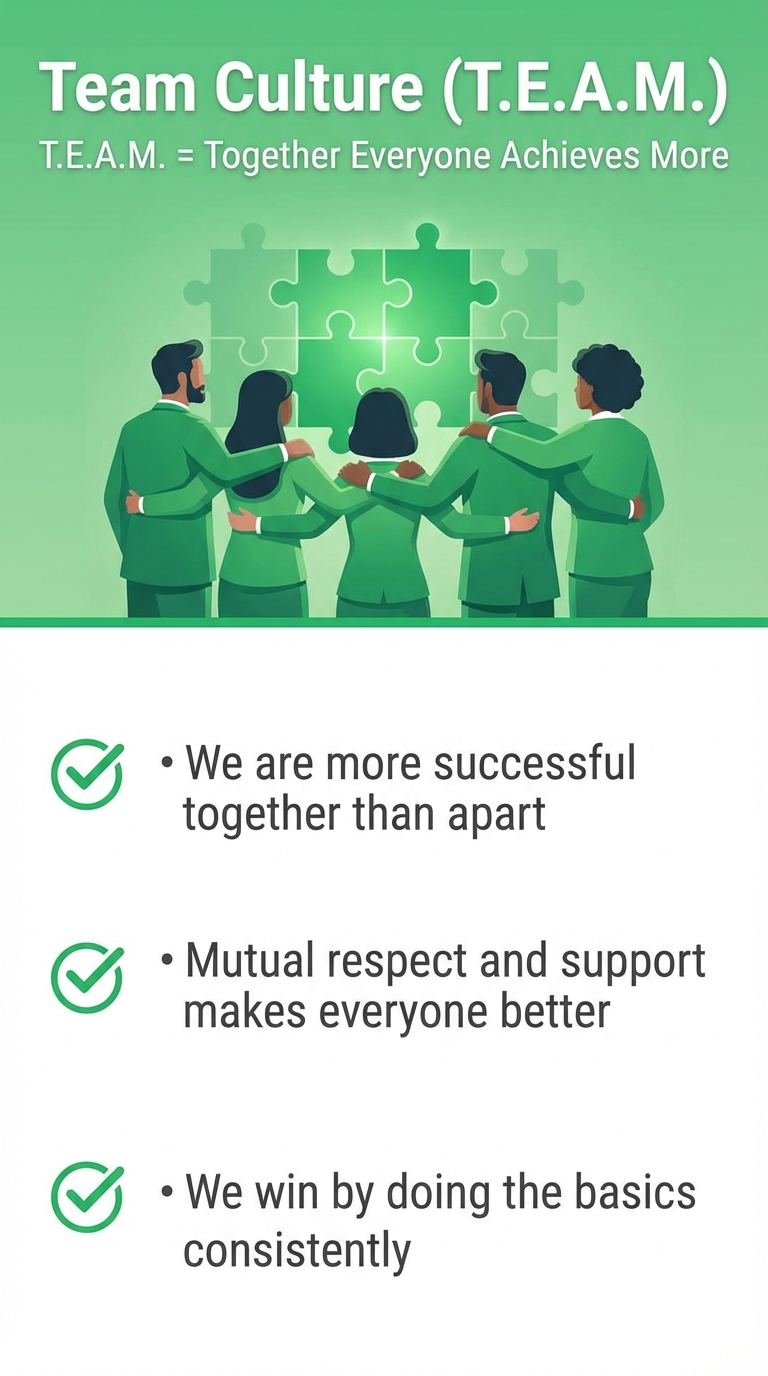 Team Culture (T.E.A.M.)
T.E.A.M. = Together Everyone Achieves More
• We are more successful
together than apart
• Mutual respect and support
makes everyone better
• We win by doing the basics
consistently